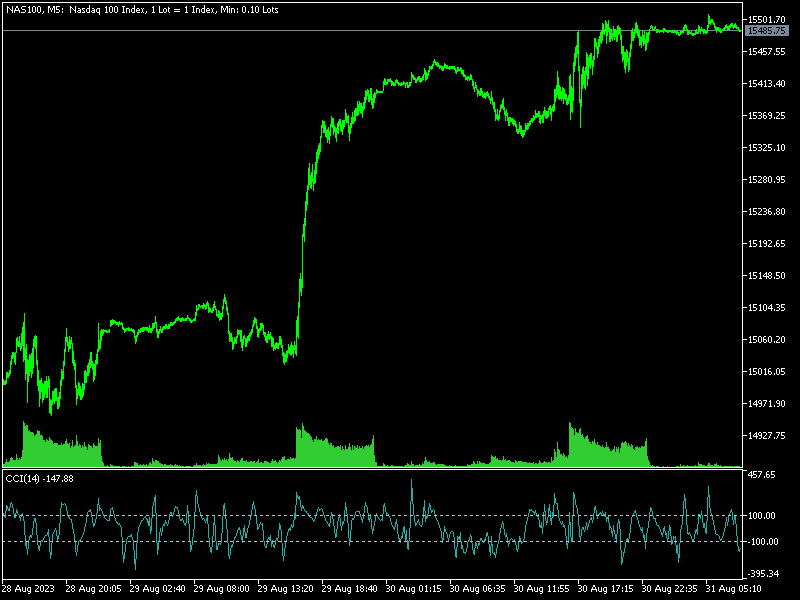 NAS100, M5: Nasdaq 100 Index, 1 Lot = 1 Index, Min: 0.10 Lots
15501.70
15485.75
15457.55
15413.40
15369.25
15325.10
15280.95
15236.80
15192.65
15148.50
15104.35
15060.20
15016.05
14971.90
14927.75
CCI(14) -147.88
457.65
100.00
-100.00
-395.34
28 Aug 2023
28 Aug 20:05
29 Aug 02:40
29 Aug 08:00
29 Aug 13:20
29 Aug 18:40
30 Aug 01:15
30 Aug 06:35
30 Aug 11:55
30 Aug 17:15
30 Aug 22:35
31 Aug 05:10